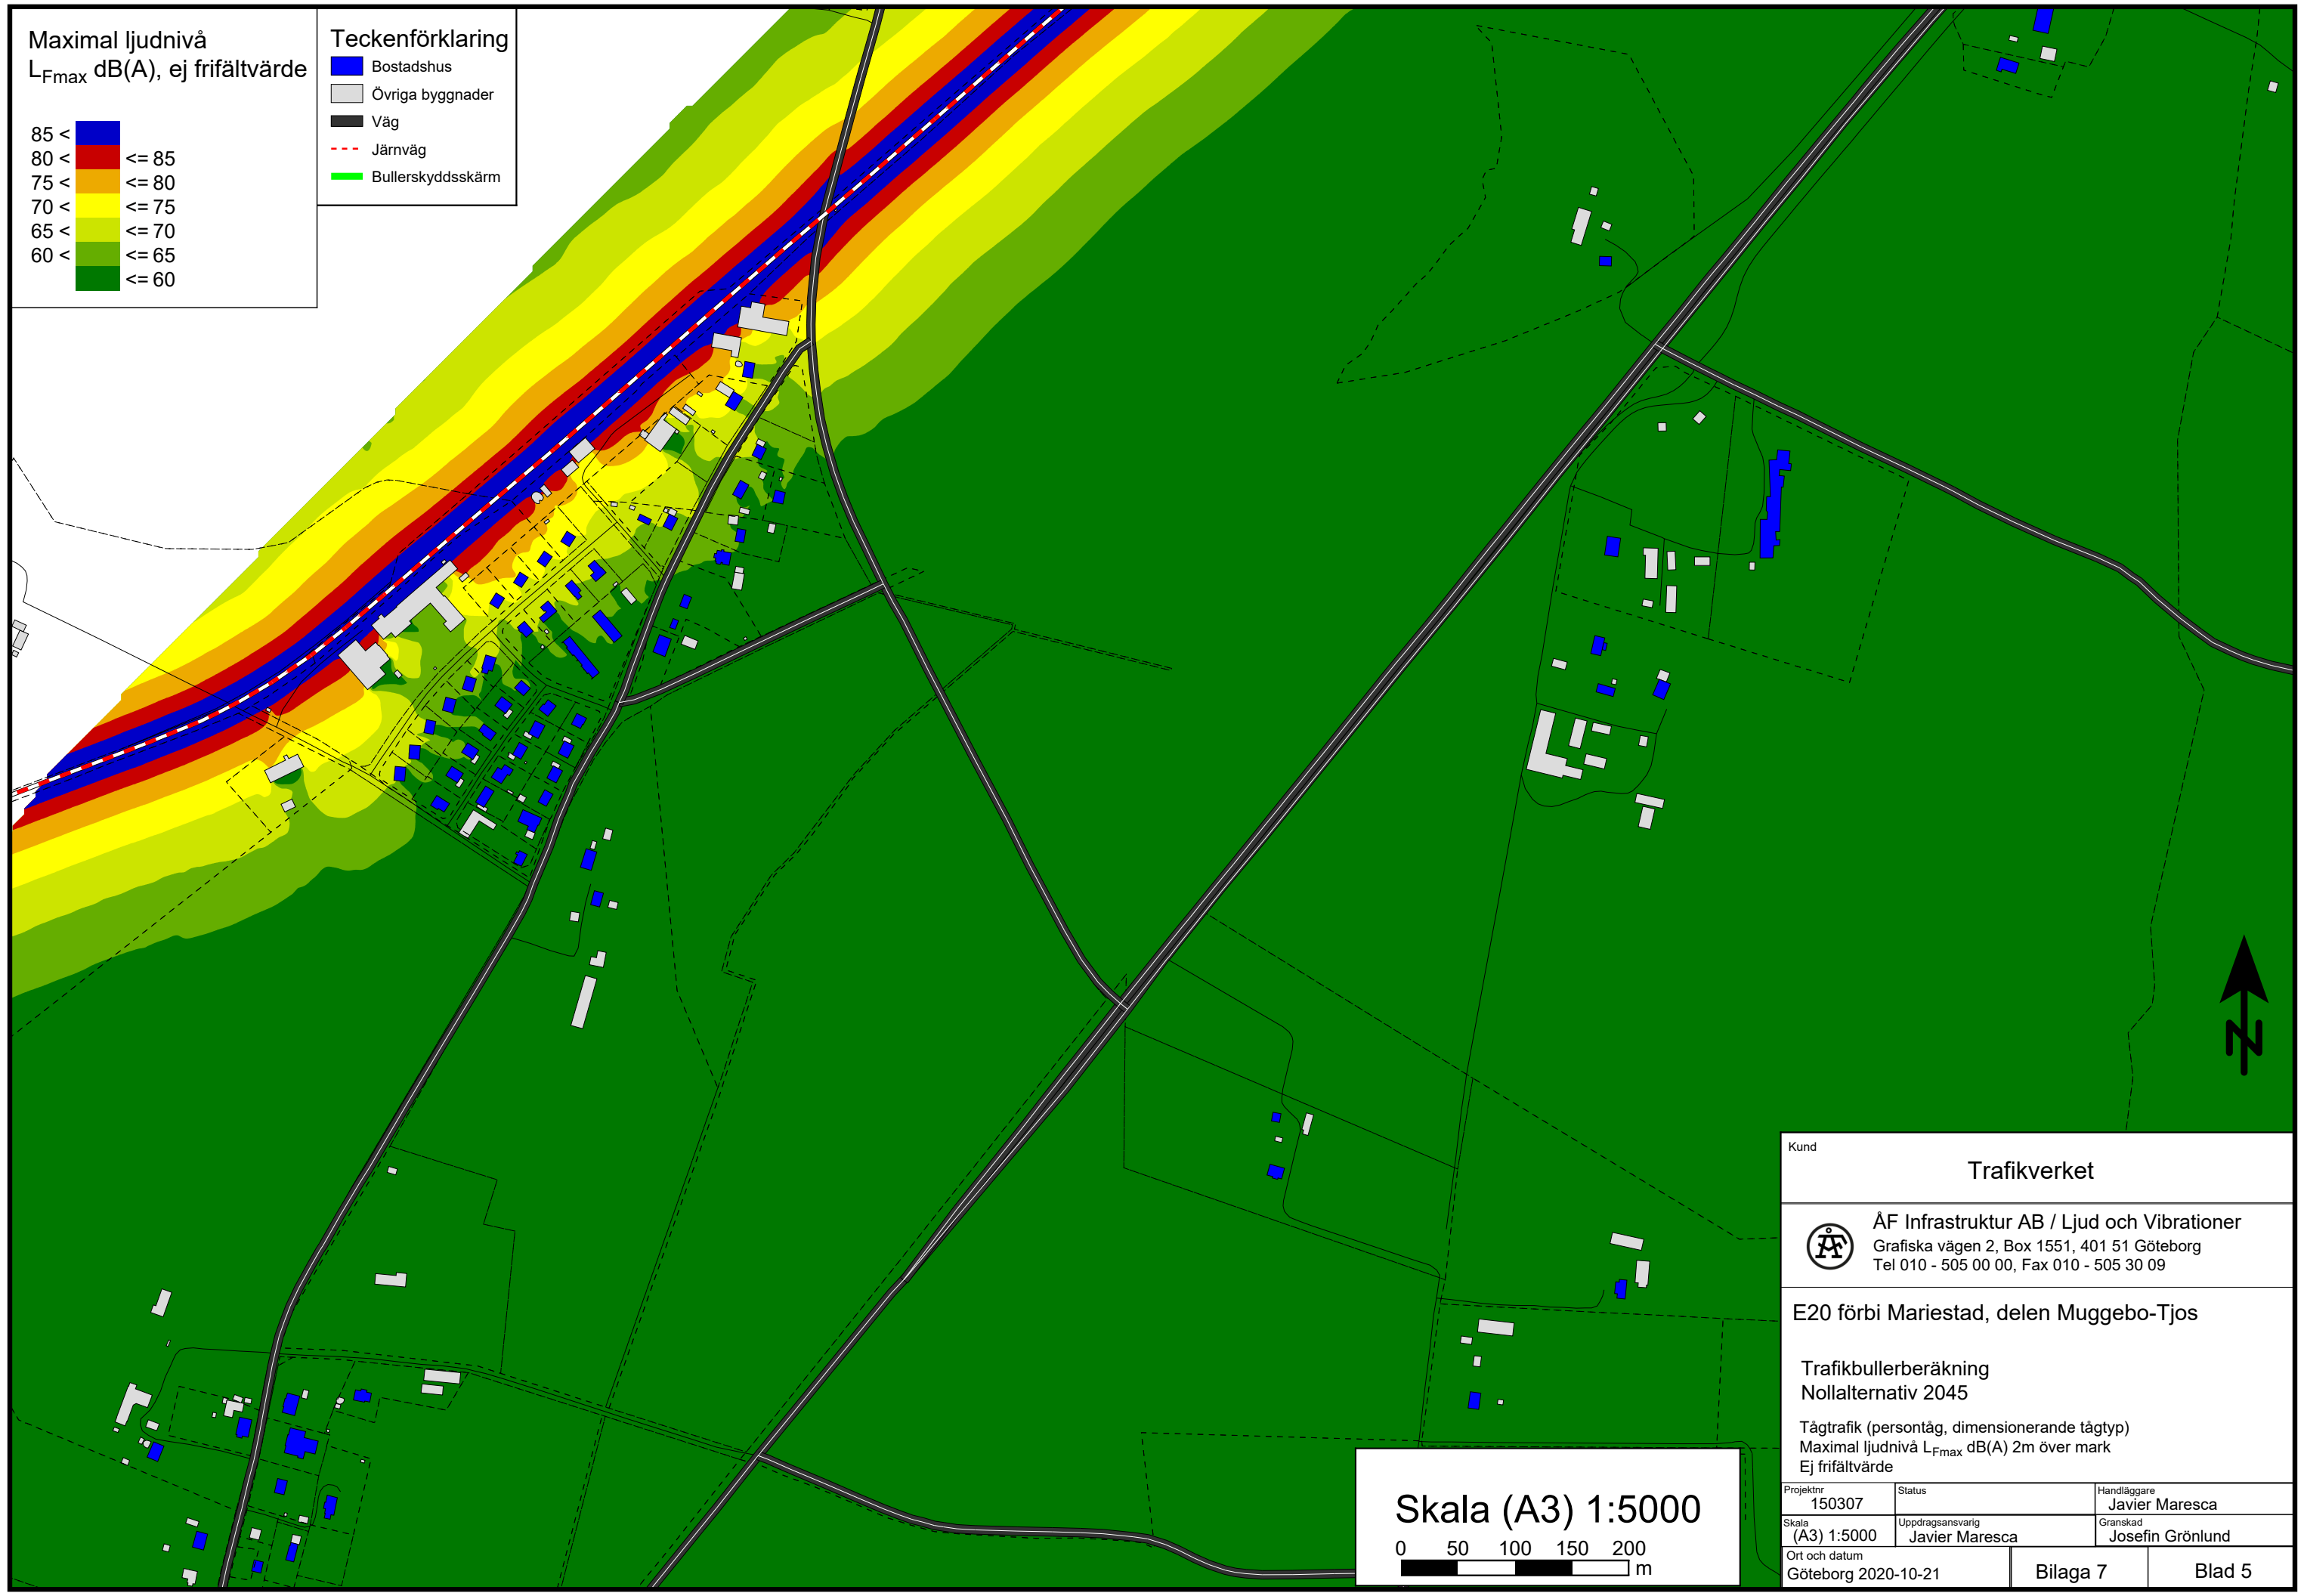 Maximal ljudnivå
LFmax dB(A), ej frifältvärde
85 <
80 < <= 85
75 < <= 80
70 < <= 75
65 < <= 70
60 < <= 65
<= 60
Teckenförklaring
Bostadshus
Övriga byggnader
Väg
Järnväg
Bullerskyddsskärm
N
Skala (A3) 1:5000
0 50 100 150 200
m
Kund
Trafikverket
ÅF
ÅF Infrastruktur AB / Ljud och Vibrationer
Grafiska vägen 2, Box 1551, 401 51 Göteborg
Tel 010 - 505 00 00, Fax 010 - 505 30 09
E20 förbi Mariestad, delen Muggebo-Tjos
Trafikbullerberäkning
Nollalternativ 2045
Tågtrafik (persontåg, dimensionerande tågtyp)
Maximal ljudnivå LFmax dB(A) 2m över mark
Ej frifältvärde
Projektnr
150307
Status
Handläggare
Javier Maresca
Skala
(A3) 1:5000
Uppdragsansvarig
Javier Maresca
Granskad
Josefin Grönlund
Ort och datum
Göteborg 2020-10-21
Bilaga 7
Blad 5